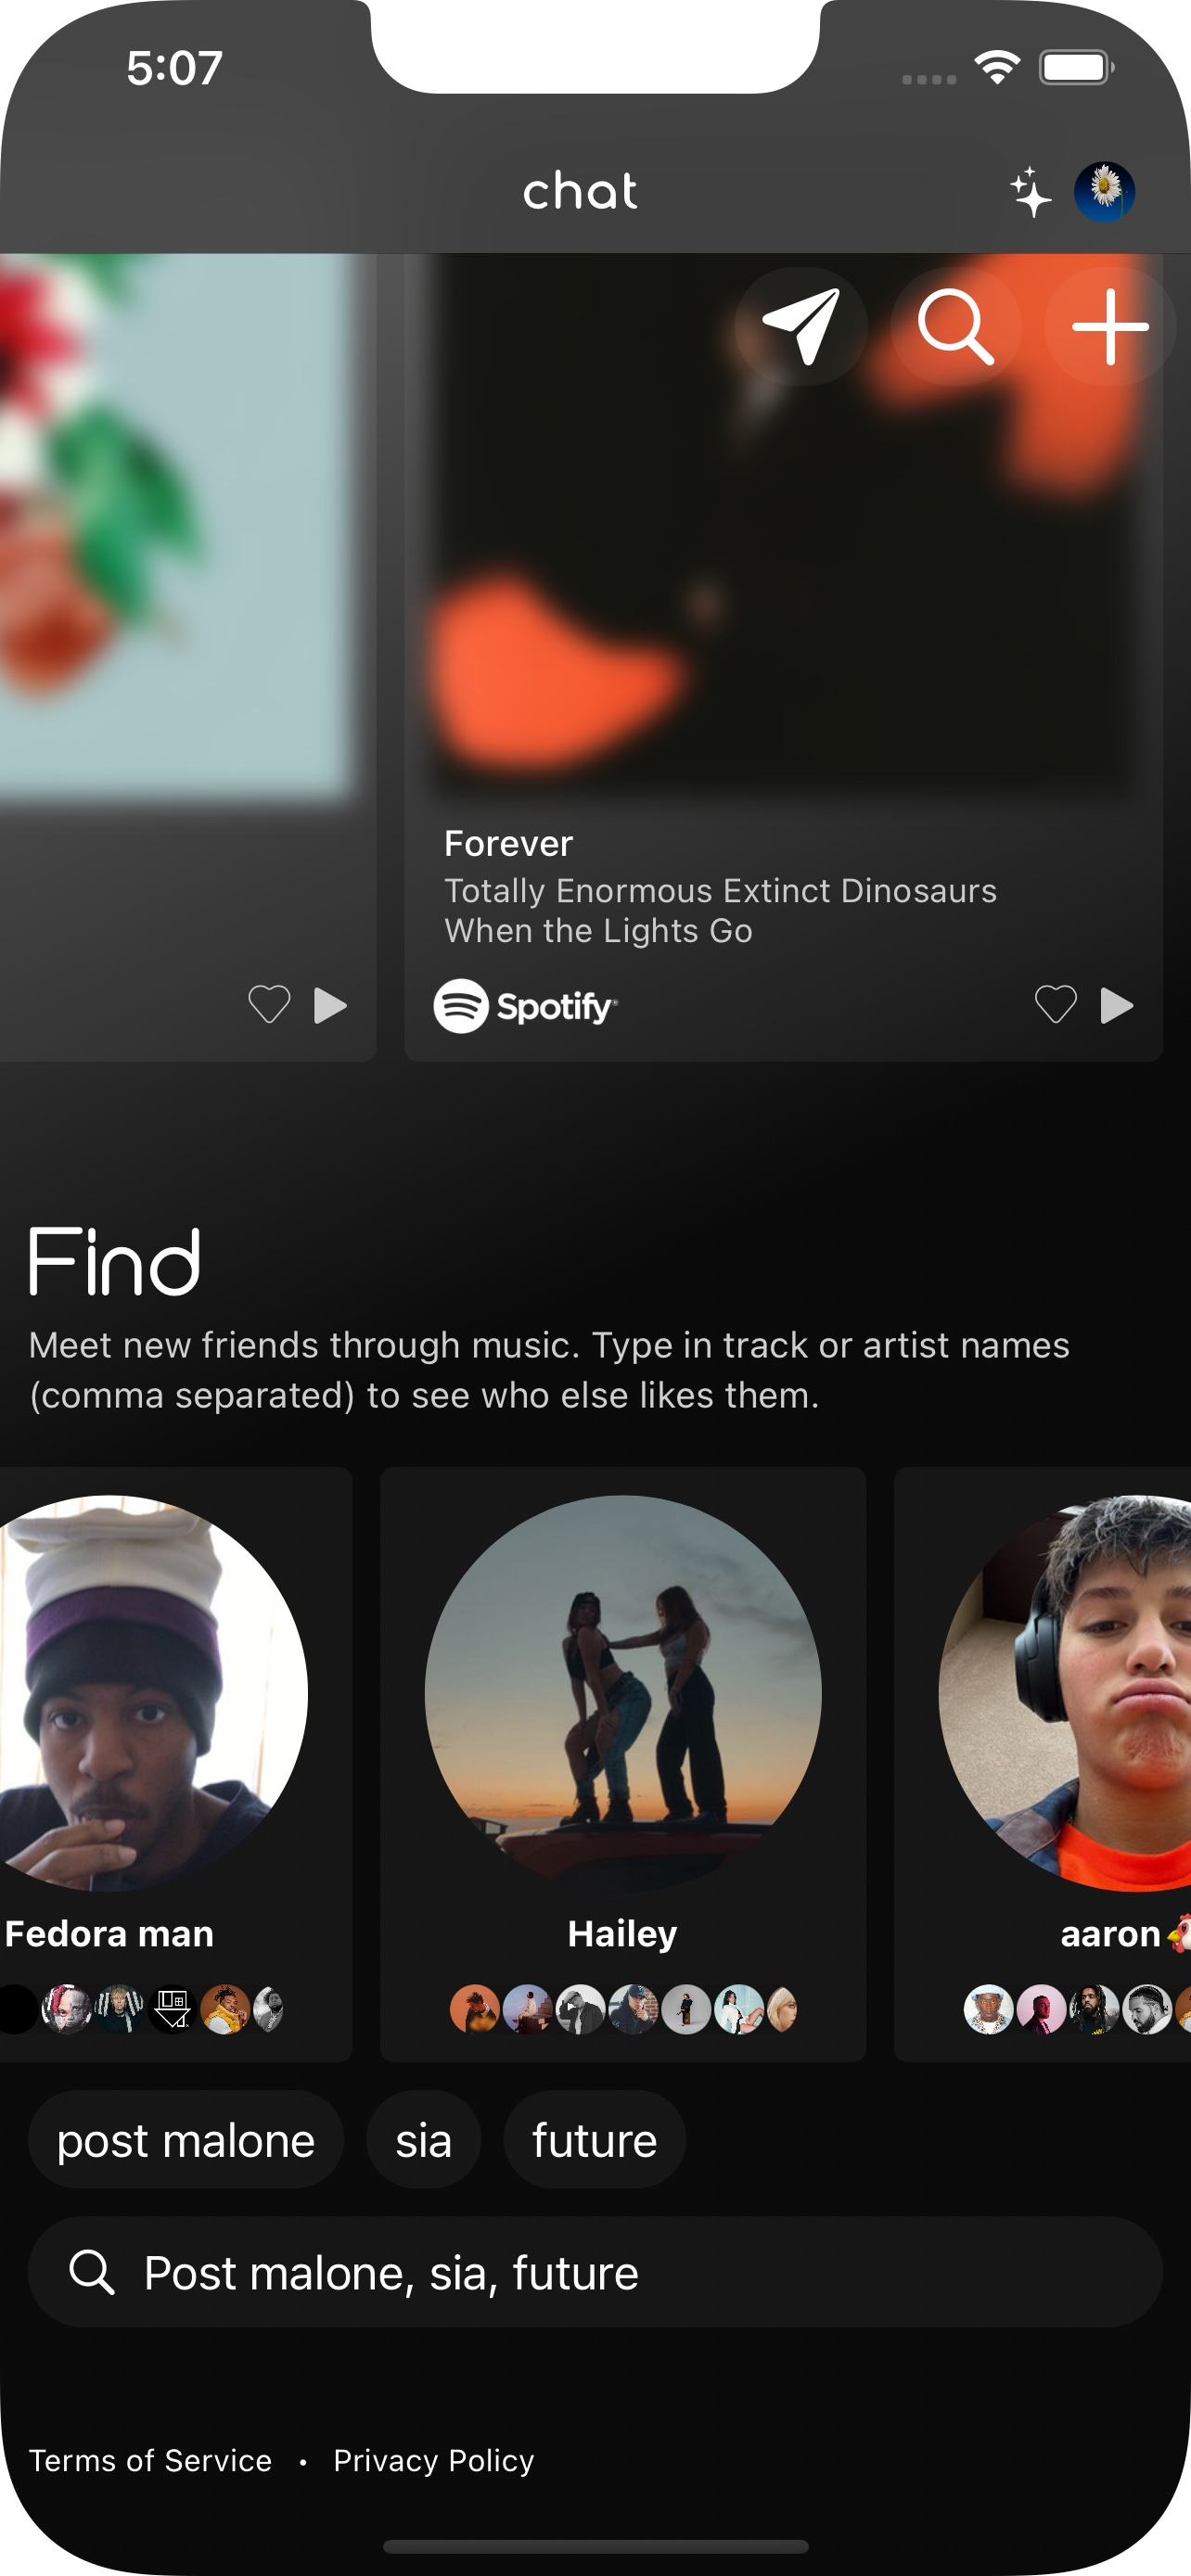 5:07
chat
Forever
Totally Enormous Extinct Dinosaurs
When the Lights Go
Spotify
Find
Meet new friends through music. Type in track or artist names
(comma separated) to see who else likes them.
Fedora man
Hailey
aaron🐔
post malone
sia
future
Post malone, sia, future
Terms of Service • Privacy Policy